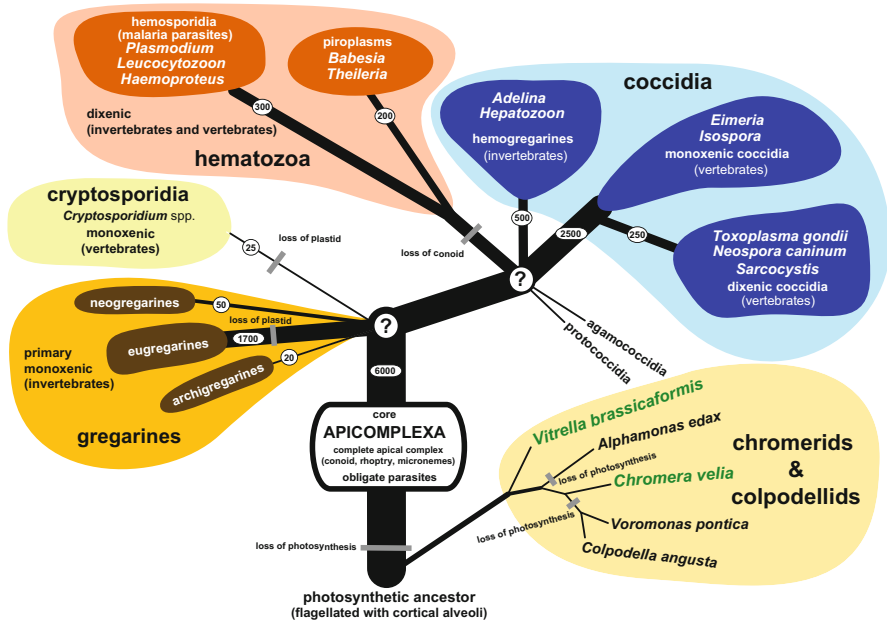 hemosporidia
(malaria parasites)
Plasmodium
Leucocytozoon
Haemoproteus
piroplasms
Babesia
Theileria
300
200
dixenic
(invertebrates and vertebrates)
hematozoa
coccidia
Adelina
Hepatozoon
hemogregarines
(invertebrates)
Eimeria
Isospora
monoxenic coccidia
(vertebrates)
500
2500
250
Toxoplasma gondii
Neospora caninum
Sarcocystis
dixenic coccidia
(vertebrates)
cryptosporidia
Cryptosporidium spp.
monoxenic
(vertebrates)
25
loss of plastid
loss of conoid
?
agamococcidia
protococcidia
neogregarines
50
loss of plastid
eugregarines
1700
?
primary
monoxenic
(invertebrates)
archigregarines
20
gregarines
6000
core
APICOMPLEXA
complete apical complex
(conoid, rhoptry, micronemes)
obligate parasites
loss of photosynthesis
photosynthetic ancestor
(flagellated with cortical alveoli)
Vitrella brassicaformis
Alphamonas edax
loss of photosynthesis
Chromera velia
loss of photosynthesis
Voromonas pontica
Colpodella angusta
chromerids
&
colpodellids